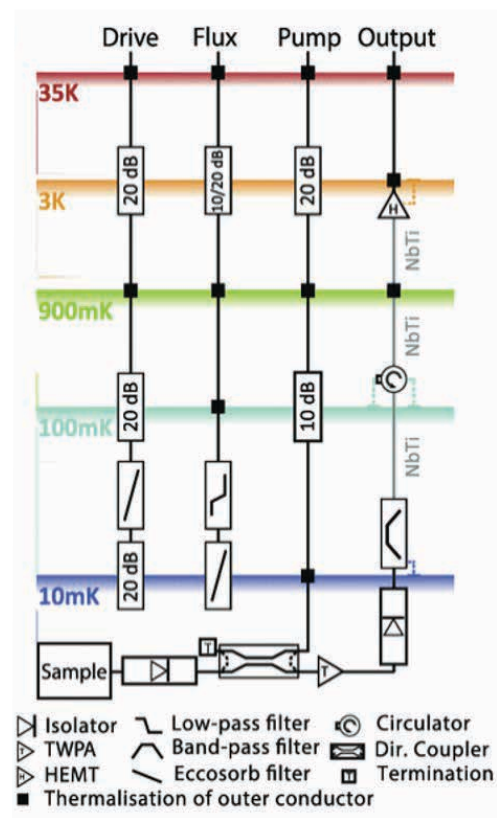 Drive Flux Pump Output
35K
20 dB 10/20 dB 20 dB
3K
H
NbTi
900mK
NbTi
20 dB 10 dB
100mK
NbTi
20 dB
10mK
T
Sample T
Isolator Low-pass filter Circulator
T TWPA Band-pass filter Dir. Coupler
H HEMT Eccosorb filter T Termination
Thermalisation of outer conductor